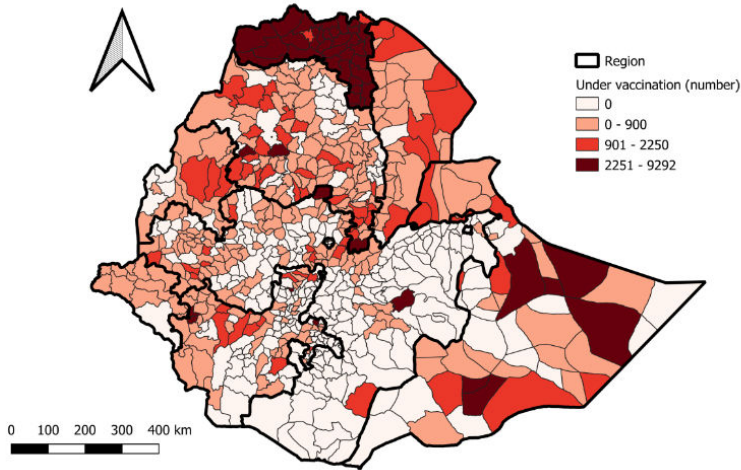 Region
Under vaccination (number)
0
0 - 900
901 - 2250
2251 - 9292
0 100 200 300 400 km